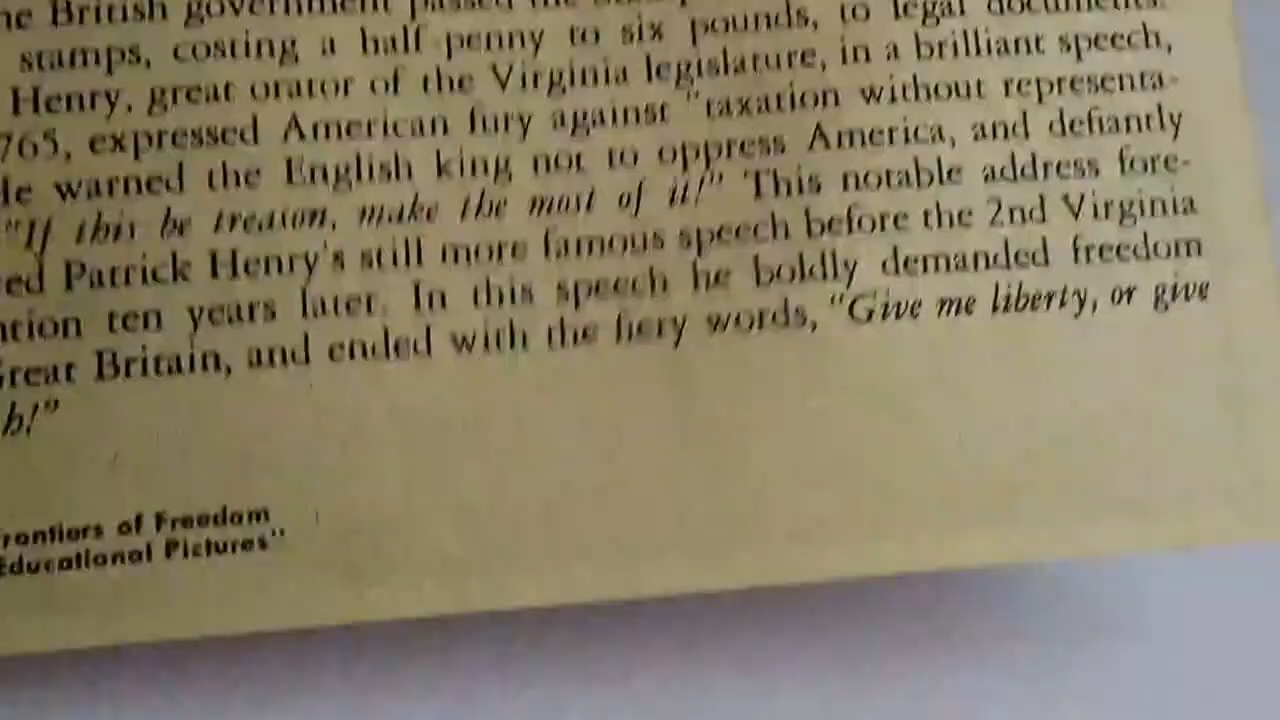 he British government passed the
stamps, costing a half-penny to six pounds, to legal documents.
Henry, great orator of the Virginia legislature, in a brilliant speech,
765, expressed American fury against "taxation without representa-
He warned the English king not to oppress America, and defiantly
"If this be treason, make the most of it!" This notable address fore-
ed Patrick Henry's still more famous speech before the 2nd Virginia
ntion ten years later. In this speech he boldly demanded freedom
Great Britain, and ended with the fiery words, "Give me liberty, or give
h!"
rontiers of Freedom
Educational Pictures"